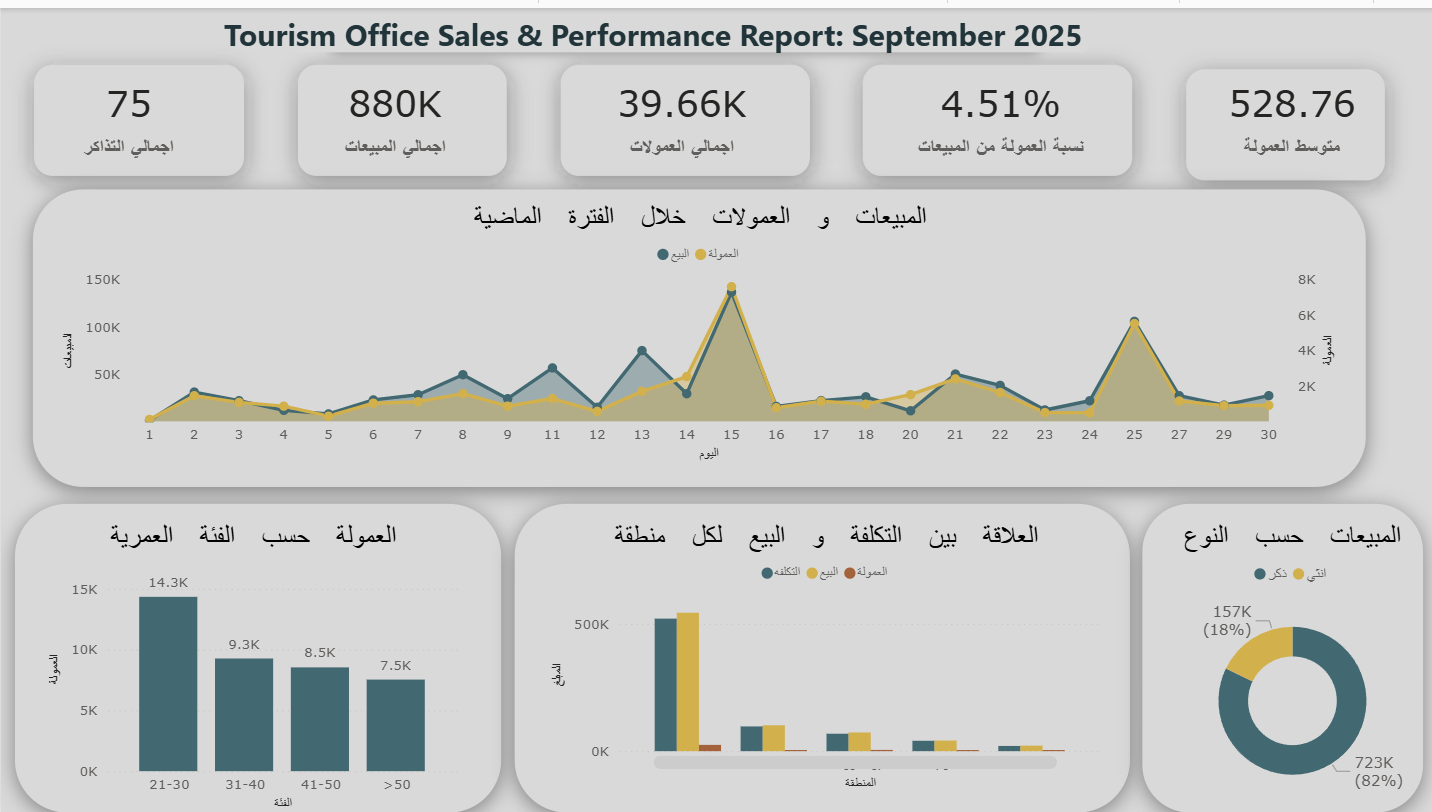 Tourism Office Sales & Performance Report: September 2025
75
اجمالي التذاكر
880K
اجمالي المبيعات
39.66K
اجمالي العمولات
4.51%
نسبة العمولة من المبيعات
528.76
متوسط العمولة
المبيعات و العمولات خلال الفترة الماضية
البيع العمولة
150K
100K
50K
المبيعات
8K
6K
4K
2K
العمولة
1 2 3 4 5 6 7 8 9 11 12 13 14 15 16 17 18 20 21 22 23 24 25 27 29 30
اليوم
العمولة حسب الفئة العمرية
15K
10K
5K
0K
العمولة
14.3K
9.3K
8.5K
7.5K
21-30 31-40 41-50 >50
الفئة
العلاقة بين التكلفة و البيع لكل منطقة
التكلفه البيع العمولة
500K
0K
المبلغ
المنطقة
المبيعات حسب النوع
ذكر انثي
157K
(18%)
723K
(82%)